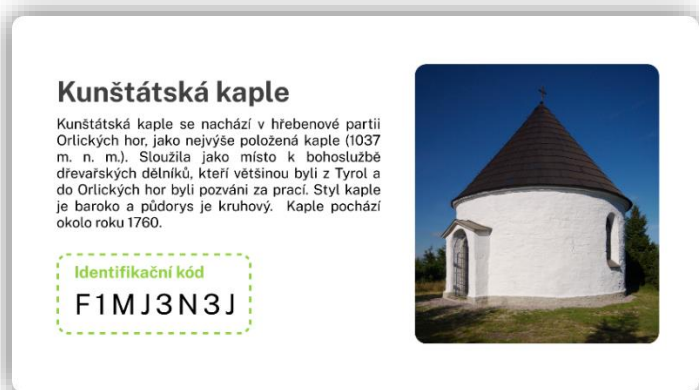 Kunštátská kaple
Kunštátská kaple se nachází v hřebenové partii
Orlických hor, jako nejvýše položená kaple (1037
m. n. m.). Sloužila jako místo k bohoslužbě
dřevařských dělníků, kteří většinou byli z Tyrol a
do Orlických hor byli pozváni za prací. Styl kaple
je baroko a půdorys je kruhový. Kaple pochází
okolo roku 1760.
Identifikační kód
F1MJ3N3J